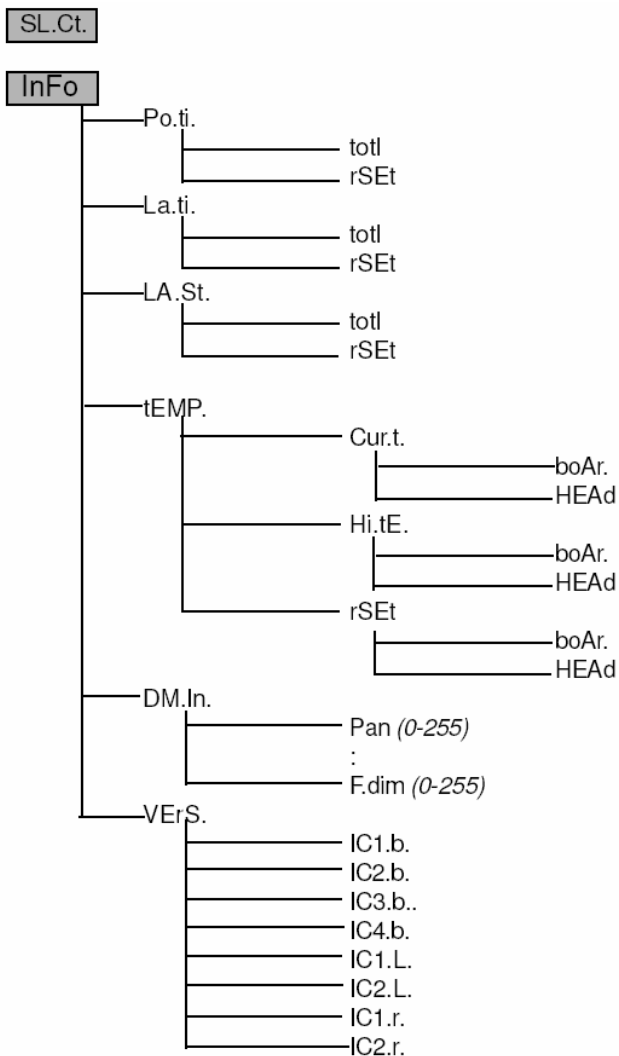 SL.Ct.
InFo
Po.ti.
totl
rSEt
La.ti.
totl
rSEt
LA.St.
totl
rSEt
tEMP.
Cur.t.
boAr.
HEAd
Hi.tE.
boAr.
HEAd
rSEt
boAr.
HEAd
DM.In.
Pan (0-255)
:
F.dim (0-255)
VErS.
IC1.b.
IC2.b.
IC3.b..
IC4.b.
IC1.L.
IC2.L.
IC1.r.
IC2.r.